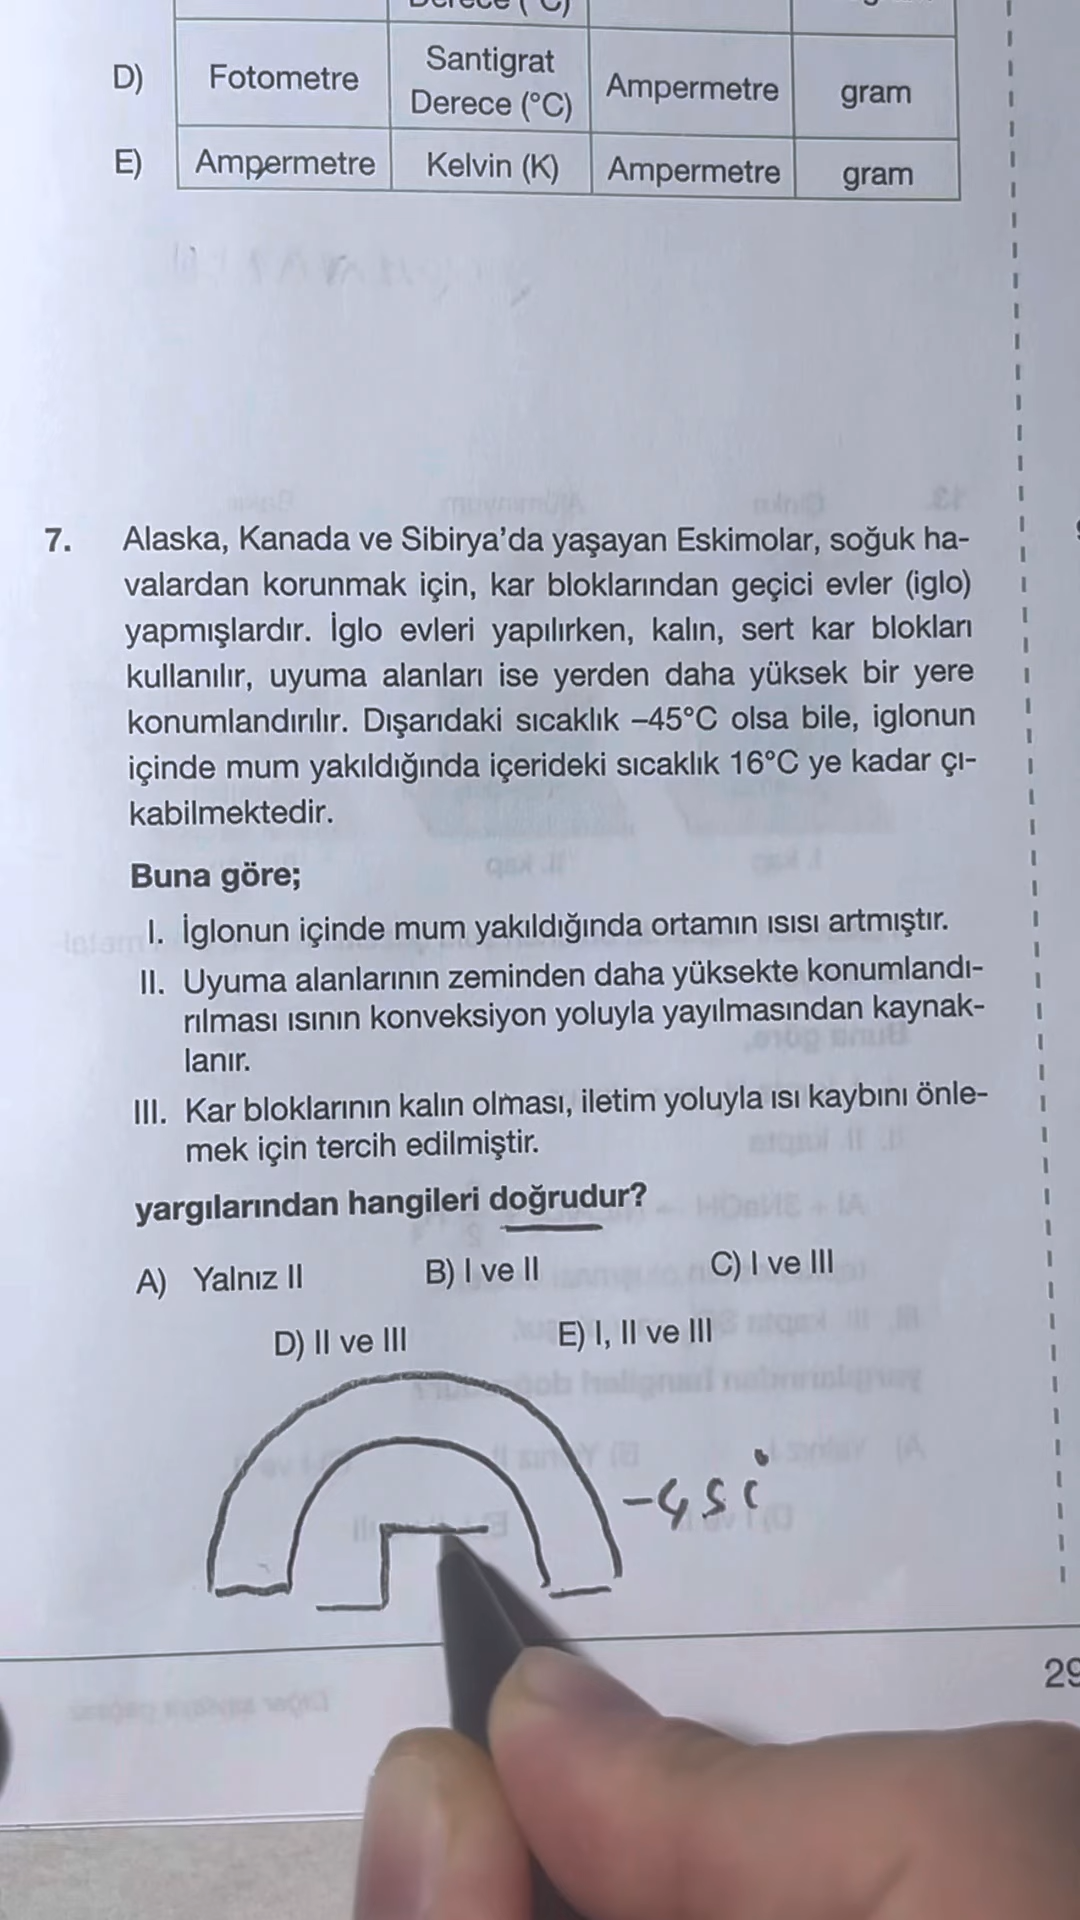 D) Fotometre Santigrat Derece (°C) Ampermetre gram
E) Ampermetre Kelvin (K) Ampermetre gram
7. Alaska, Kanada ve Sibirya'da yaşayan Eskimolar, soğuk ha-
valardan korunmak için, kar bloklarından geçici evler (iglo)
yapmışlardır. İglo evleri yapılırken, kalın, sert kar blokları
kullanılır, uyuma alanları ise yerden daha yüksek bir yere
konumlandırılır. Dışarıdaki sıcaklık –45°C olsa bile, iglonun
içinde mum yakıldığında içerideki sıcaklık 16°C ye kadar çı-
kabilmektedir.
Buna göre;
I. İglonun içinde mum yakıldığında ortamın ısısı artmıştır.
II. Uyuma alanlarının zeminden daha yüksekte konumlandı-
rılması ısının konveksiyon yoluyla yayılmasından kaynak-
lanır.
III. Kar bloklarının kalın olması, iletim yoluyla ısı kaybını önle-
mek için tercih edilmiştir.
yargılarından hangileri doğrudur?
A) Yalnız II B) I ve II C) I ve III
D) II ve III E) I, II ve III
29